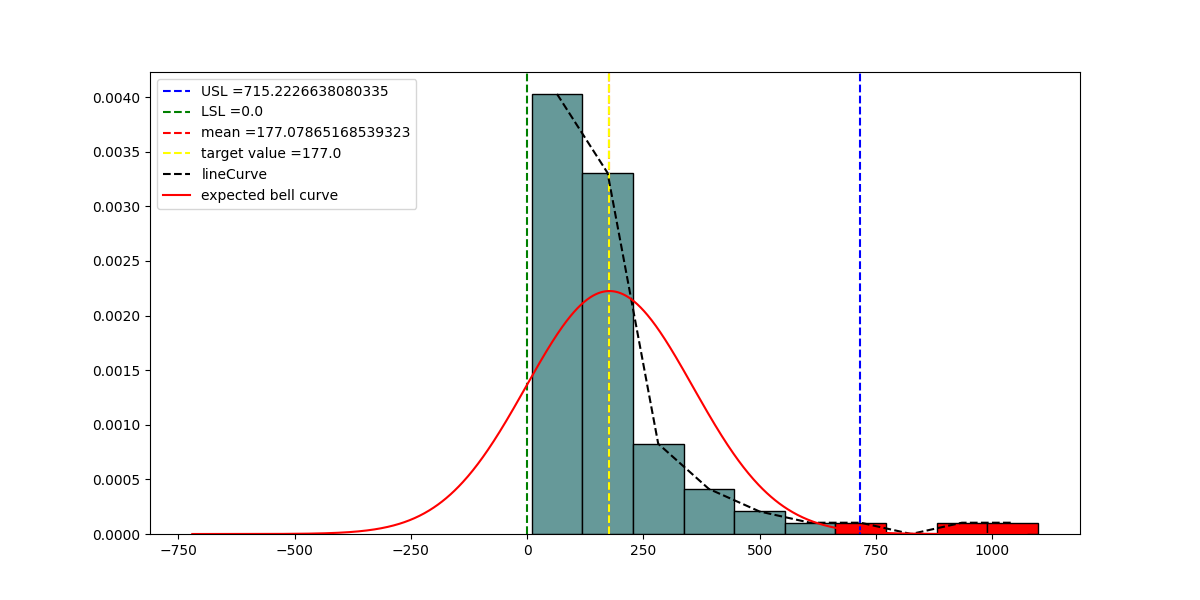 USL =715.2226638080335
LSL =0.0
mean =177.07865168539323
target value =177.0
lineCurve
expected bell curve
0.0040
0.0035
0.0030
0.0025
0.0020
0.0015
0.0010
0.0005
0.0000
−750
−500
−250
0
250
500
750
1000